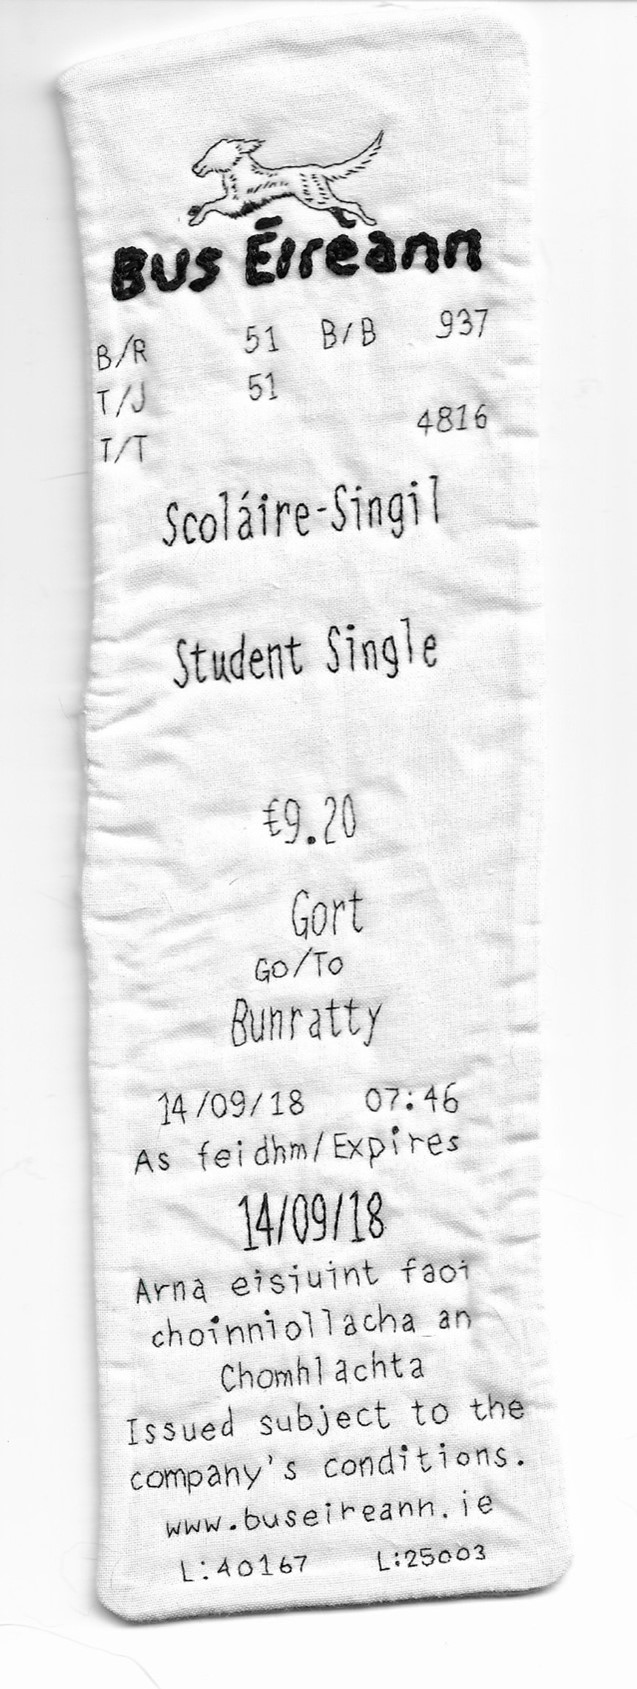 Bus Éireann
B/R 51 B/B 937
T/J 51
T/T 4816
Scoláire-Singil
Student Single
€9.20
Gort
Go/To
Bunratty
14/09/18 07:46
As feidhm/Expires
14/09/18
Arna eisiuint faoi
choinniollacha an
Chomhlachta
Issued subject to the
company's conditions.
www.buseireann.ie
L:40167 L:25003